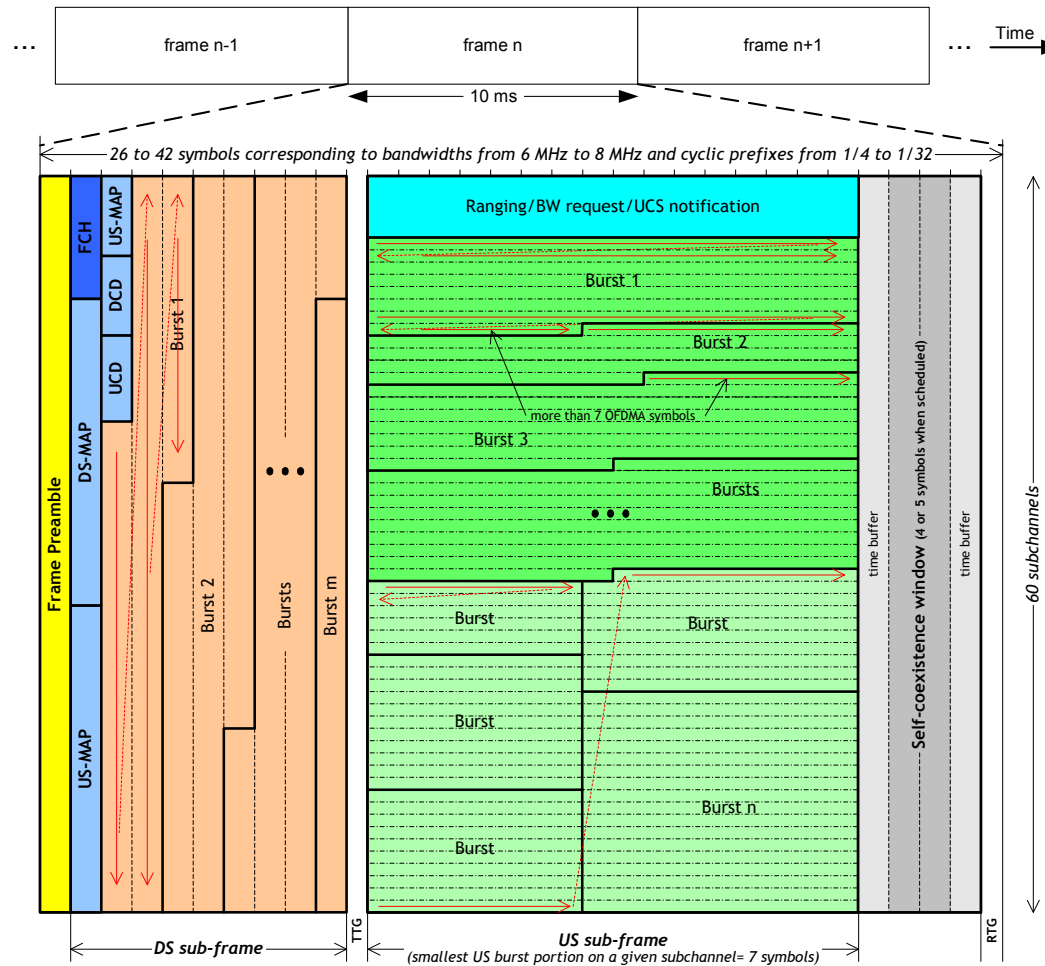 ... frame n-1 frame n frame n+1 ... Time
10 ms
26 to 42 symbols corresponding to bandwidths from 6 MHz to 8 MHz and cyclic prefixes from 1/4 to 1/32
Frame Preamble
FCH
DS-MAP
US-MAP
US-MAP
DCD
UCD
Burst 1
Burst 2
Bursts
...
Burst m
TTG
Ranging/BW request/UCS notification
Burst 1
Burst 2
more than 7 OFDMA symbols
Burst 3
Bursts
...
Burst
Burst
Burst
Burst
Burst n
time buffer
Self-coexistence window (4 or 5 symbols when scheduled)
time buffer
RTG
60 subchannels
DS sub-frame
US sub-frame
(smallest US burst portion on a given subchannel= 7 symbols)